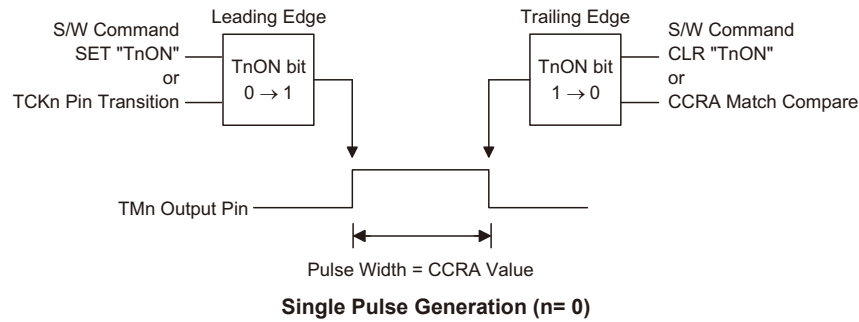 Leading Edge
S/W Command
SET "TnON"
or
TCKn Pin Transition
TnON bit
0 → 1
Trailing Edge
TnON bit
1 → 0
S/W Command
CLR "TnON"
or
CCRA Match Compare
TMn Output Pin
Pulse Width = CCRA Value
Single Pulse Generation (n= 0)